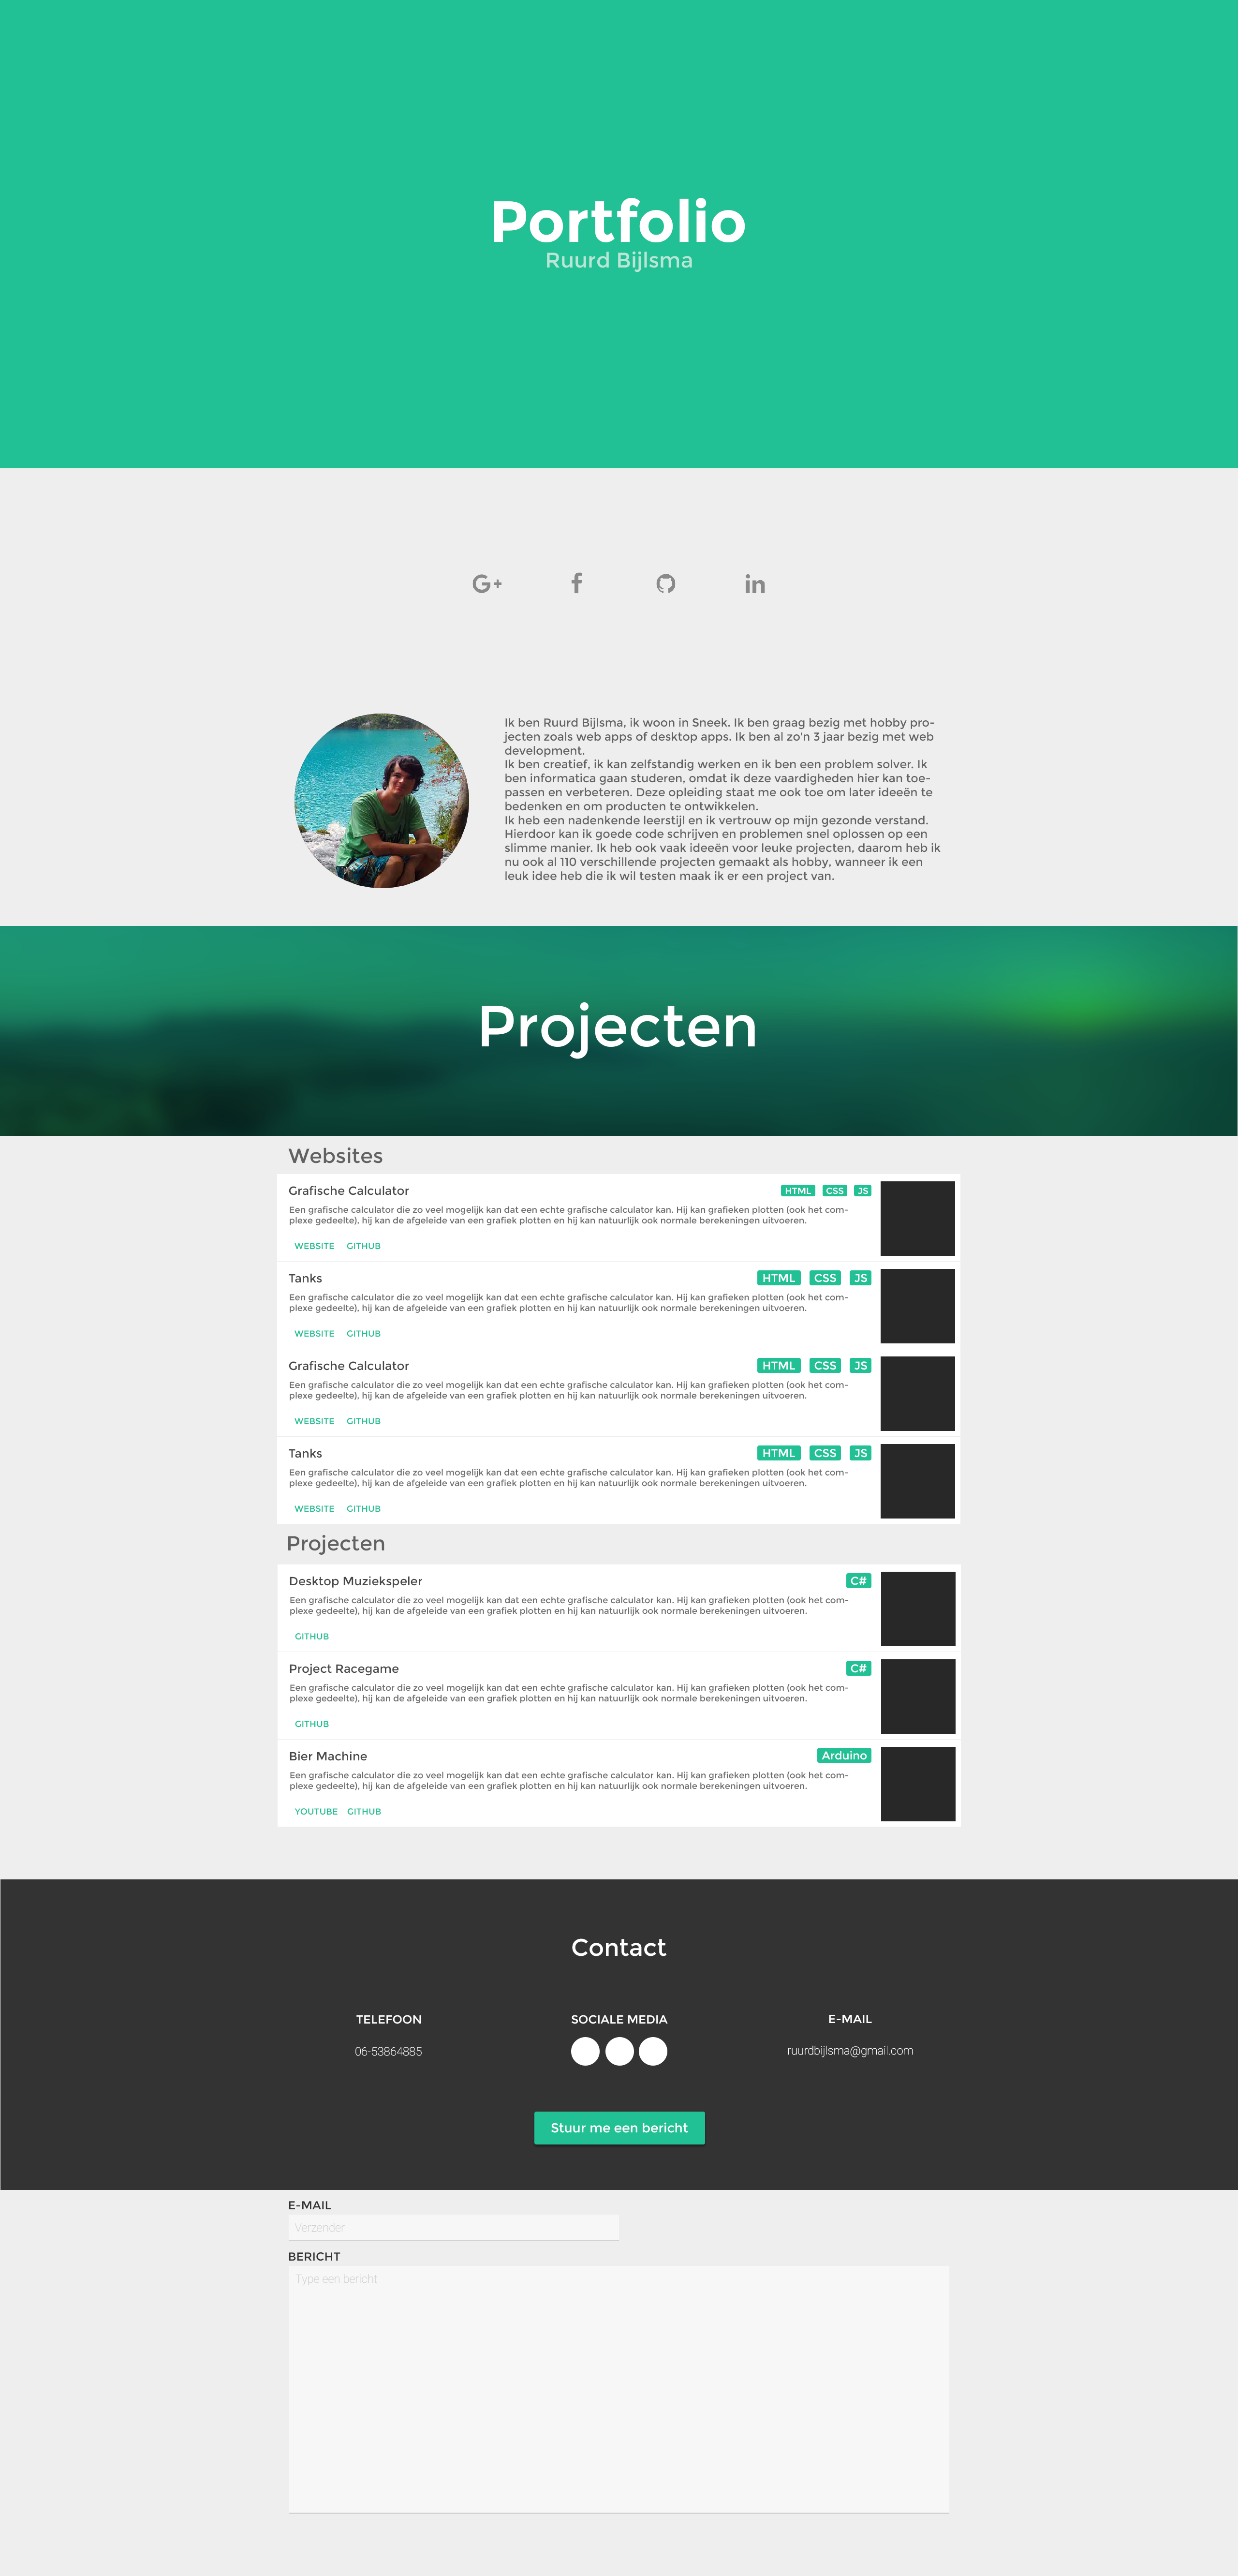 Portfolio
Ruurd Bijlsma
G+ f in
Ik ben Ruurd Bijlsma, ik woon in Sneek. Ik ben graag bezig met hobby pro-
jecten zoals web apps of desktop apps. Ik ben al zo'n 3 jaar bezig met web
development.
Ik ben creatief, ik kan zelfstandig werken en ik ben een problem solver. Ik
ben informatica gaan studeren, omdat ik deze vaardigheden hier kan toe-
passen en verbeteren. Deze opleiding staat me ook toe om later ideeën te
bedenken en om producten te ontwikkelen.
Ik heb een nadenkende leerstijl en ik vertrouw op mijn gezonde verstand.
Hierdoor kan ik goede code schrijven en problemen snel oplossen op een
slimme manier. Ik heb ook vaak ideeën voor leuke projecten, daarom heb ik
nu ook al 110 verschillende projecten gemaakt als hobby, wanneer ik een
leuk idee heb die ik wil testen maak ik er een project van.
Projecten
Websites
Grafische Calculator HTML CSS JS
Een grafische calculator die zo veel mogelijk kan dat een echte grafische calculator kan. Hij kan grafieken plotten (ook het com-
plexe gedeelte), hij kan de afgeleide van een grafiek plotten en hij kan natuurlijk ook normale berekeningen uitvoeren.
WEBSITE GITHUB
Tanks HTML CSS JS
Een grafische calculator die zo veel mogelijk kan dat een echte grafische calculator kan. Hij kan grafieken plotten (ook het com-
plexe gedeelte), hij kan de afgeleide van een grafiek plotten en hij kan natuurlijk ook normale berekeningen uitvoeren.
WEBSITE GITHUB
Grafische Calculator HTML CSS JS
Een grafische calculator die zo veel mogelijk kan dat een echte grafische calculator kan. Hij kan grafieken plotten (ook het com-
plexe gedeelte), hij kan de afgeleide van een grafiek plotten en hij kan natuurlijk ook normale berekeningen uitvoeren.
WEBSITE GITHUB
Tanks HTML CSS JS
Een grafische calculator die zo veel mogelijk kan dat een echte grafische calculator kan. Hij kan grafieken plotten (ook het com-
plexe gedeelte), hij kan de afgeleide van een grafiek plotten en hij kan natuurlijk ook normale berekeningen uitvoeren.
WEBSITE GITHUB
Projecten
Desktop Muziekspeler C#
Een grafische calculator die zo veel mogelijk kan dat een echte grafische calculator kan. Hij kan grafieken plotten (ook het com-
plexe gedeelte), hij kan de afgeleide van een grafiek plotten en hij kan natuurlijk ook normale berekeningen uitvoeren.
GITHUB
Project Racegame C#
Een grafische calculator die zo veel mogelijk kan dat een echte grafische calculator kan. Hij kan grafieken plotten (ook het com-
plexe gedeelte), hij kan de afgeleide van een grafiek plotten en hij kan natuurlijk ook normale berekeningen uitvoeren.
GITHUB
Bier Machine Arduino
Een grafische calculator die zo veel mogelijk kan dat een echte grafische calculator kan. Hij kan grafieken plotten (ook het com-
plexe gedeelte), hij kan de afgeleide van een grafiek plotten en hij kan natuurlijk ook normale berekeningen uitvoeren.
YOUTUBE GITHUB
Contact
TELEFOON SOCIALE MEDIA E-MAIL
06-53864885 ruurdbijlsma@gmail.com
Stuur me een bericht
E-MAIL
Verzender
BERICHT
Type een bericht